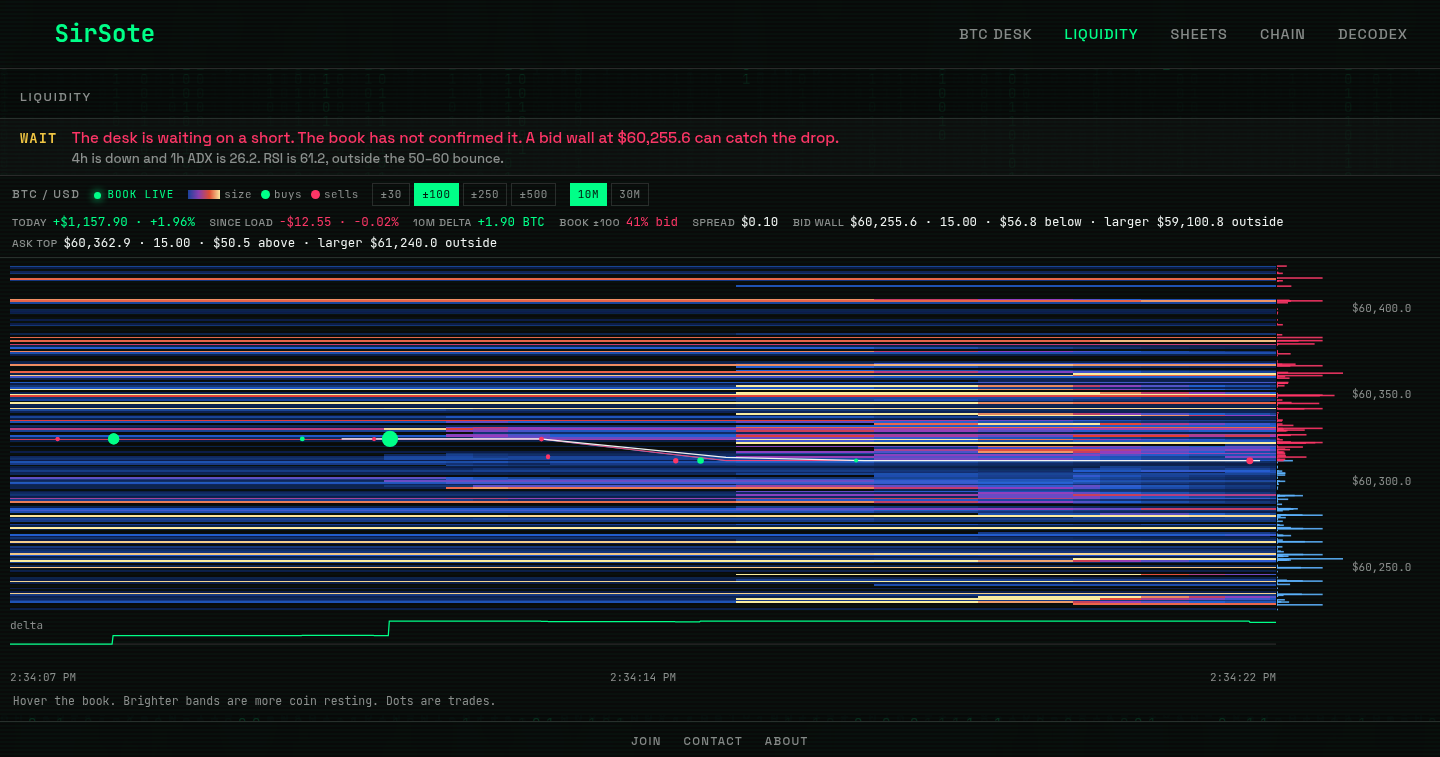 SirSote
BTC DESK LIQUIDITY SHEETS CHAIN DECODEX
LIQUIDITY
WAIT The desk is waiting on a short. The book has not confirmed it. A bid wall at $60,255.6 can catch the drop.
4h is down and 1h ADX is 26.2. RSI is 61.2, outside the 50–60 bounce.
BTC / USD BOOK LIVE size buys sells ±30 ±100 ±250 ±500 10M 30M
TODAY +$1,157.90 · +1.96% SINCE LOAD -$12.55 · -0.02% 10M DELTA +1.90 BTC BOOK ±100 41% bid SPREAD $0.10 BID WALL $60,255.6 · 15.00 · $56.8 below · larger $59,100.8 outside
ASK TOP $60,362.9 · 15.00 · $50.5 above · larger $61,240.0 outside
$60,400.0
$60,350.0
$60,300.0
$60,250.0
delta
2:34:07 PM 2:34:14 PM 2:34:22 PM
Hover the book. Brighter bands are more coin resting. Dots are trades.
JOIN CONTACT ABOUT